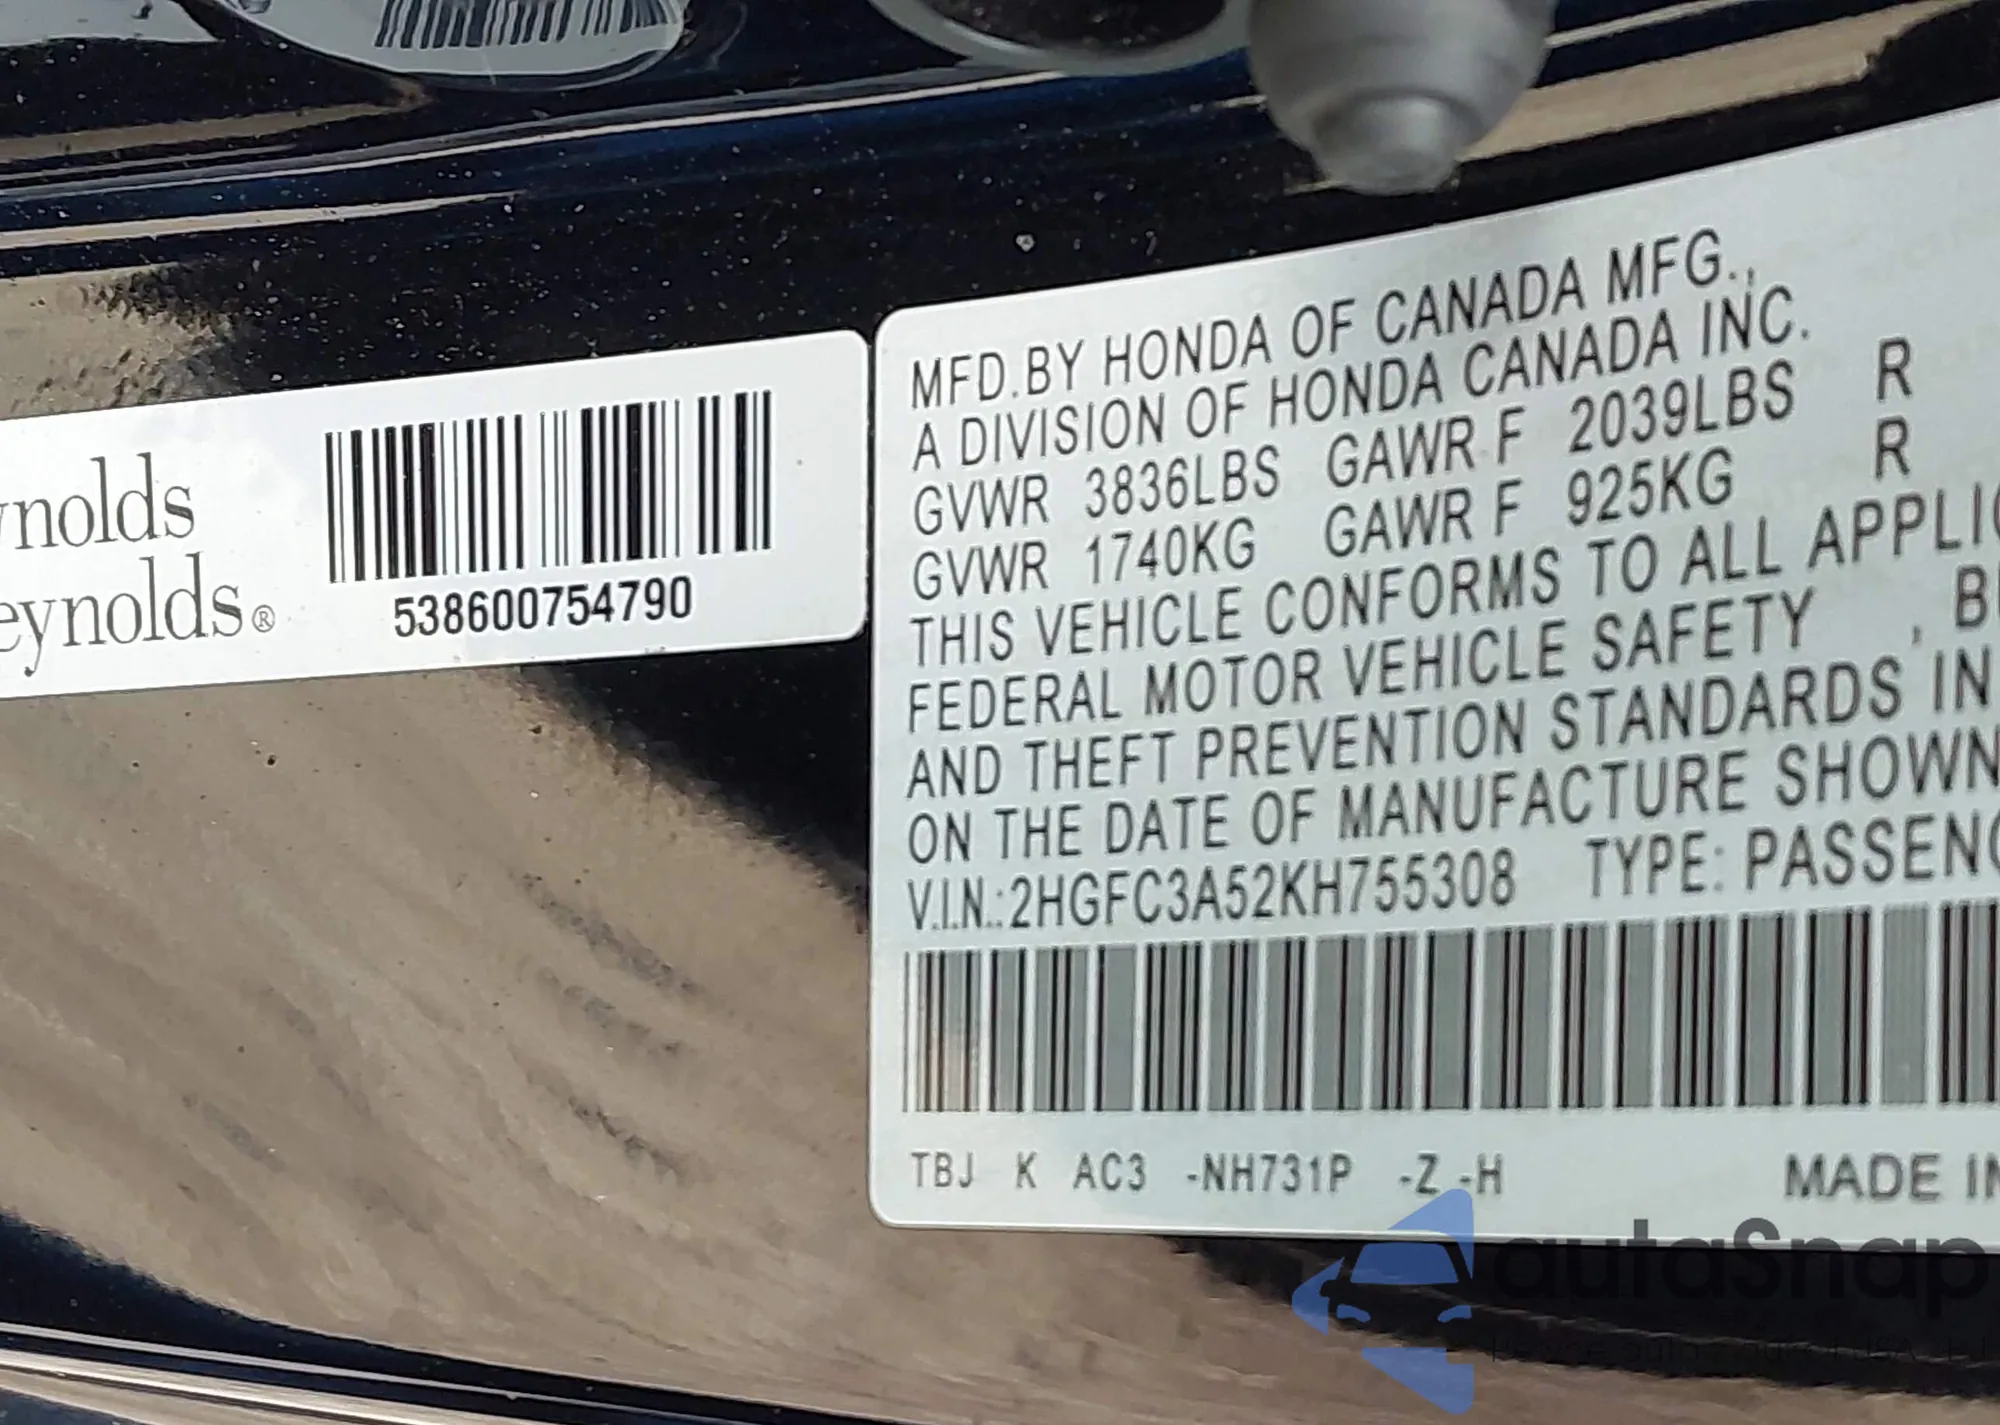 ynolds
eynolds®
538600754790
MFD.BY HONDA OF CANADA MFG.,
A DIVISION OF HONDA CANADA INC.
GVWR 3836LBS GAWR F 2039LBS R
GVWR 1740KG GAWR F 925KG R
THIS VEHICLE CONFORMS TO ALL APPLIC
FEDERAL MOTOR VEHICLE SAFETY , B
AND THEFT PREVENTION STANDARDS IN
ON THE DATE OF MANUFACTURE SHOWN
V.I.N.:2HGFC3A52KH755308 TYPE: PASSENG
TBJ K AC3 -NH731P -Z -H
MADE IN
autaSnap